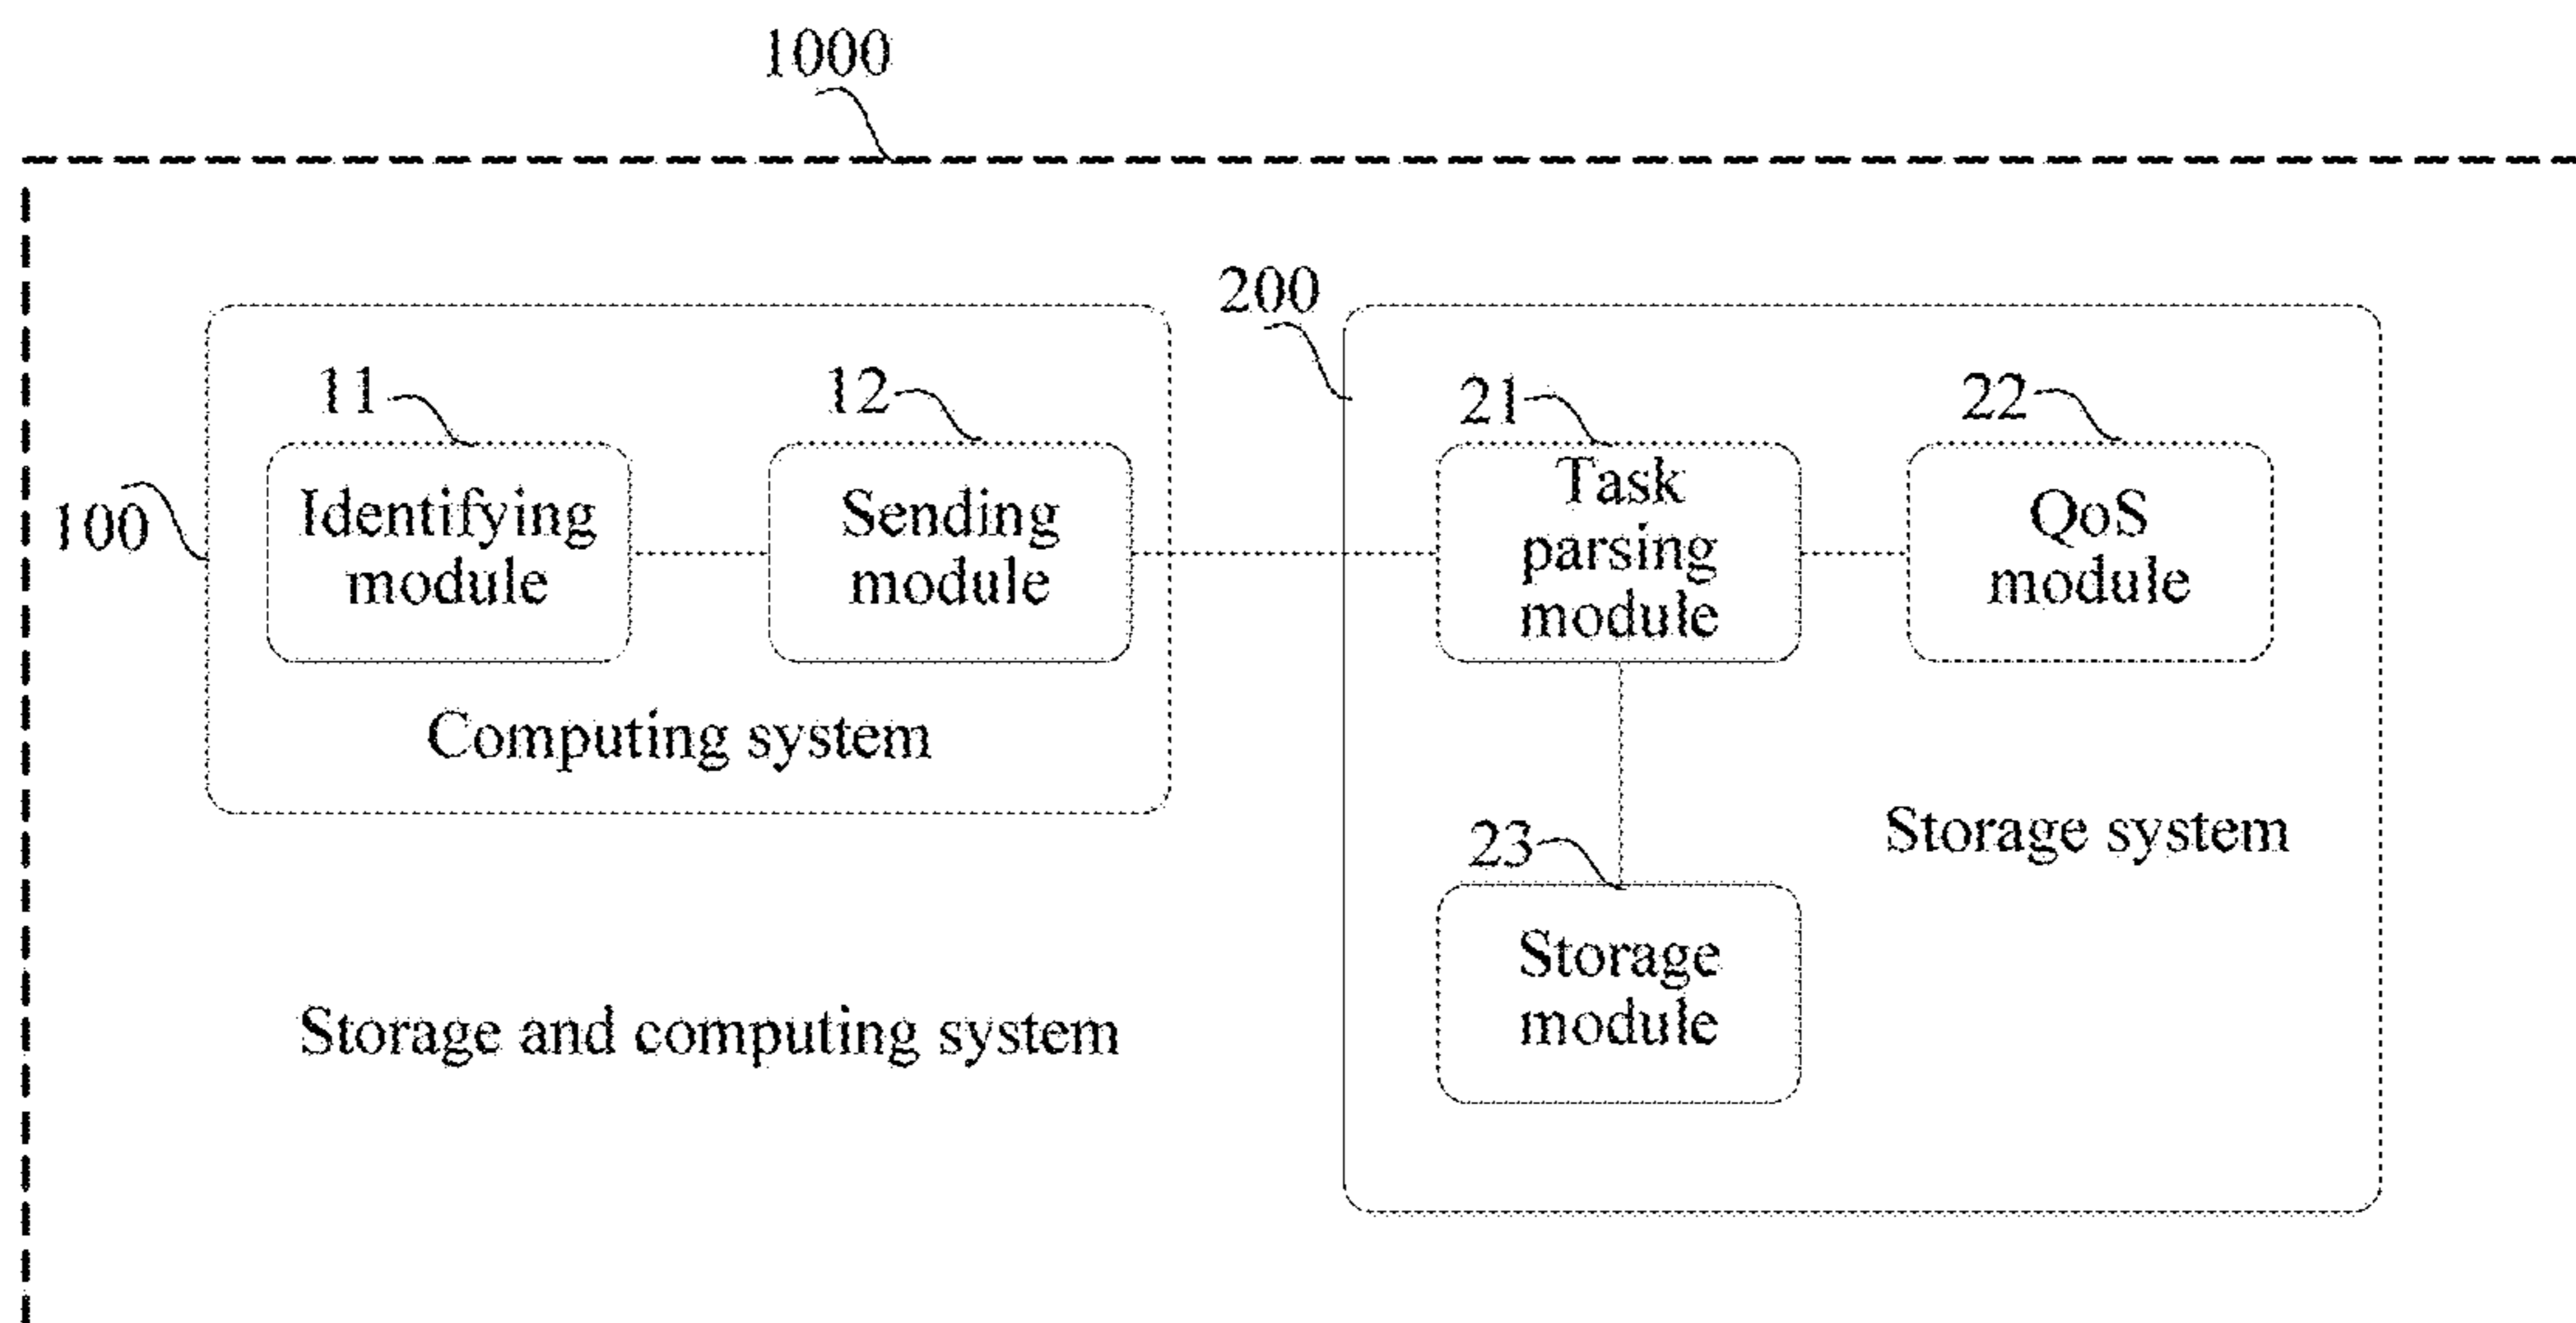 1000
200
11
12
21
22
100
Identifying
module
Sending
module
Task
parsing
module
QoS
module
Computing system
23
Storage system
Storage
module
Storage and computing system